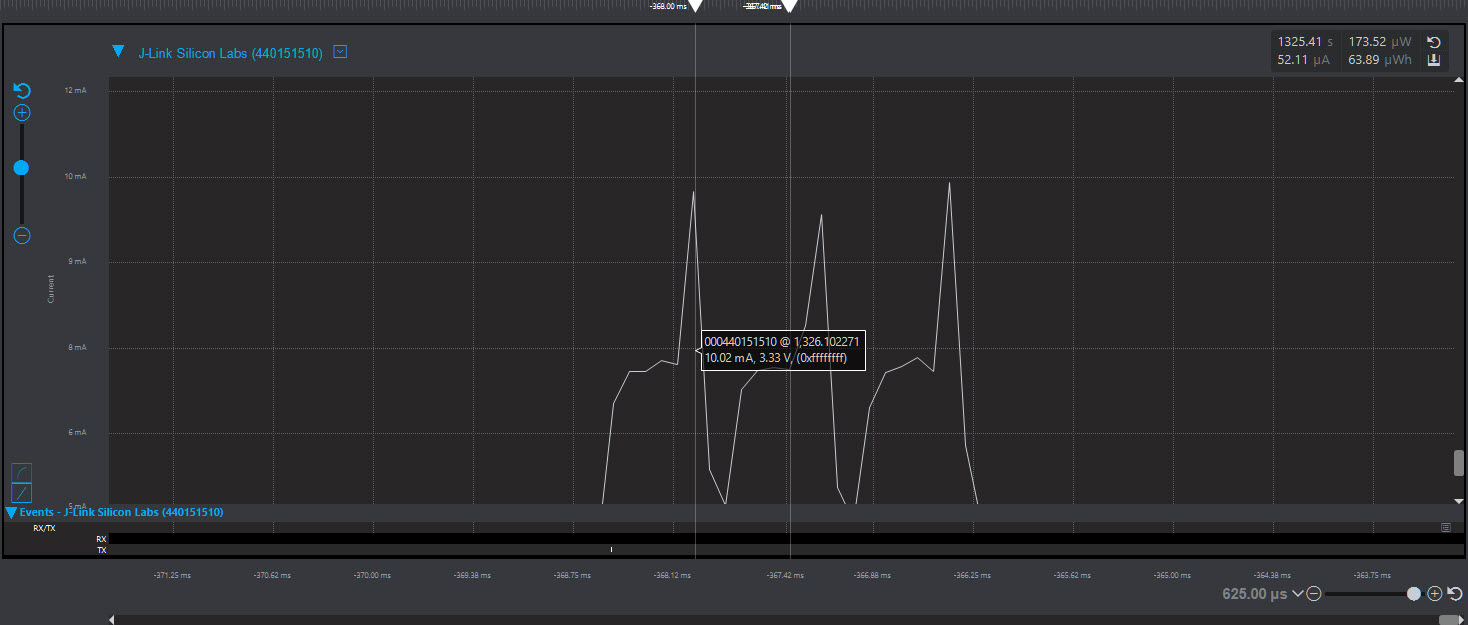 -368.00 ms
J-Link Silicon Labs (440151510)
1325.41 s 173.52 µW
52.11 µA 63.89 µWh
12 mA
10 mA
9 mA
8 mA
6 mA
5 mA
Current
000440151510 @ 1,326.102271
10.02 mA, 3.33 V, (0xffffffff)
Events - J-Link Silicon Labs (440151510)
RX/TX
RX
TX
-371.25 ms -370.62 ms -370.00 ms -369.38 ms -368.75 ms -368.12 ms -367.42 ms -366.88 ms -366.25 ms -365.62 ms -365.00 ms -364.38 ms -363.75 ms
625.00 µs